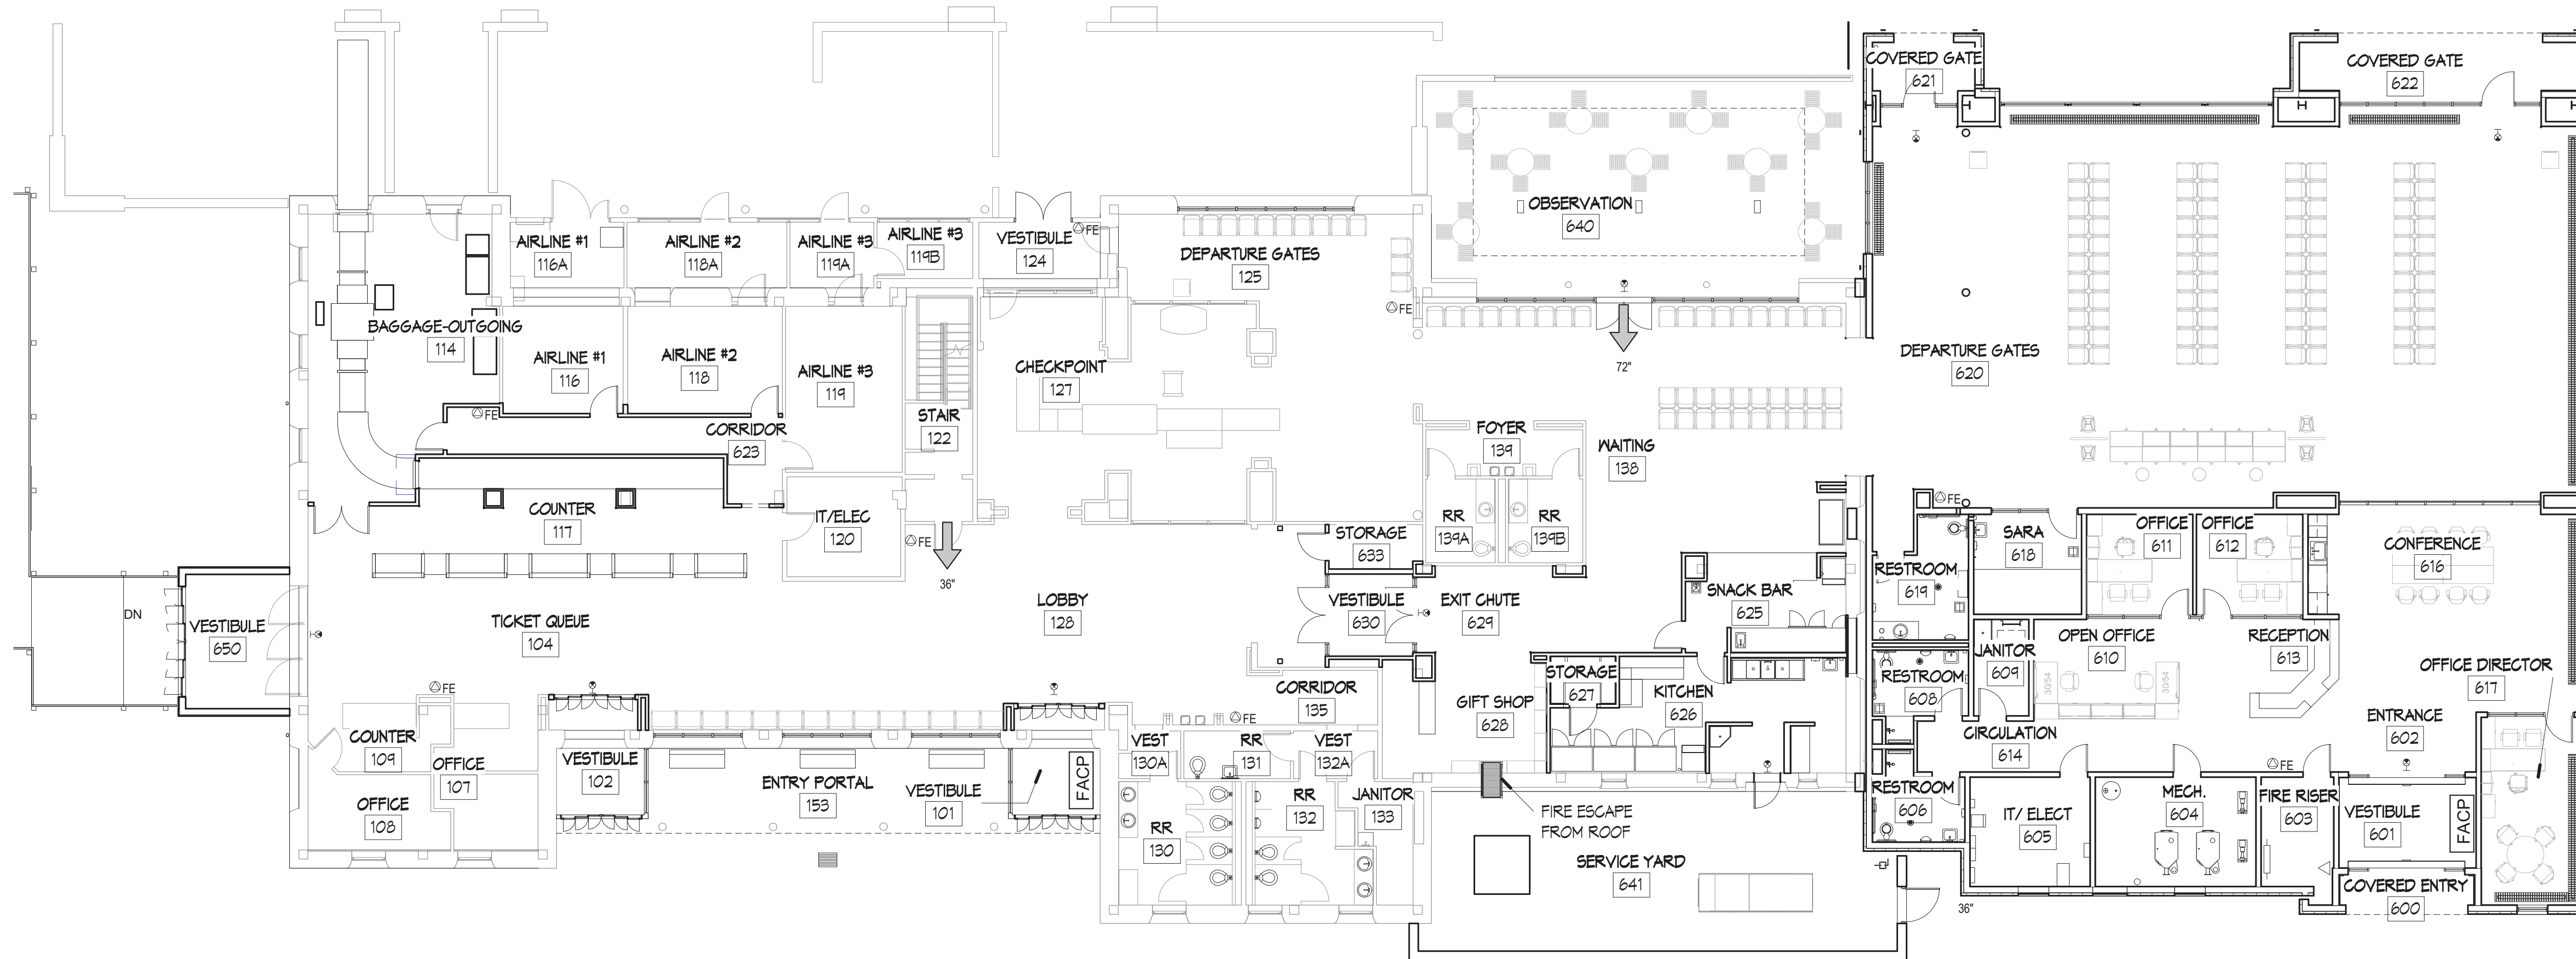 COVERED GATE
621
COVERED GATE
622
OBSERVATION
640
AIRLINE #1
116A
AIRLINE #2
118A
AIRLINE #3
119A
AIRLINE #3
119B
VESTIBULE
124
FE
DEPARTURE GATES
125
FE
BAGGAGE-OUTGOING
114
AIRLINE #1
116
AIRLINE #2
118
AIRLINE #3
119
CHECKPOINT
127
72"
DEPARTURE GATES
620
FE
CORRIDOR
623
STAIR
122
FOYER
139
WAITING
138
COUNTER
117
IT/ELEC
120
FE
36"
STORAGE
633
RR
139A
RR
139B
FE
SARA
618
OFFICE
611
OFFICE
612
CONFERENCE
616
RESTROOM
619
DN
VESTIBULE
650
TICKET QUEUE
104
LOBBY
128
VESTIBULE
630
EXIT CHUTE
629
SNACK BAR
625
JANITOR
609
OPEN OFFICE
610
RECEPTION
613
30/54
30/54
OFFICE DIRECTOR
617
FE
CORRIDOR
135
FE
GIFT SHOP
628
STORAGE
627
KITCHEN
626
RESTROOM
608
CIRCULATION
614
ENTRANCE
602
FE
COUNTER
109
OFFICE
107
OFFICE
108
VESTIBULE
102
ENTRY PORTAL
153
VESTIBULE
101
FACP
VEST
130A
RR
131
VEST
132A
RR
130
RR
132
JANITOR
133
FIRE ESCAPE
FROM ROOF
SERVICE YARD
641
RESTROOM
606
IT/ ELECT
605
MECH.
604
FIRE RISER
603
VESTIBULE
601
FACP
COVERED ENTRY
600
36"